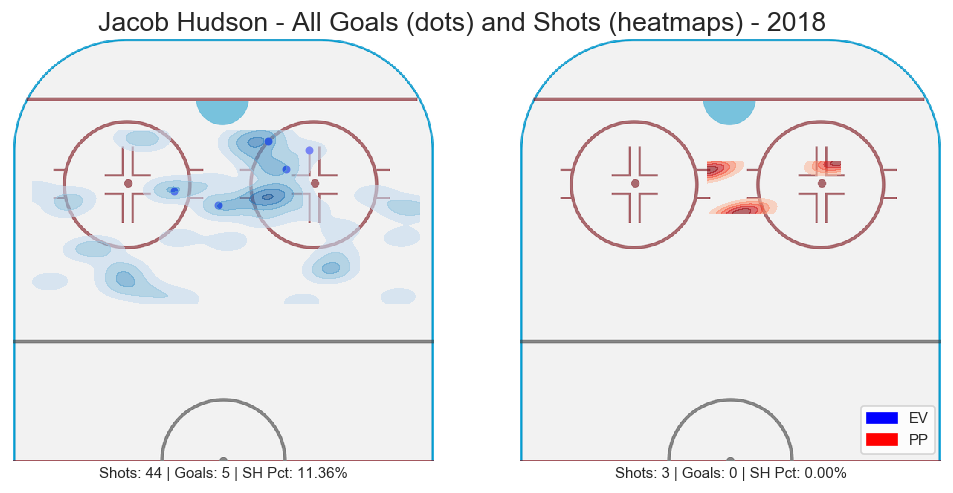 Jacob Hudson - All Goals (dots) and Shots (heatmaps) - 2018
EV
PP
Shots: 44 | Goals: 5 | SH Pct: 11.36%
Shots: 3 | Goals: 0 | SH Pct: 0.00%